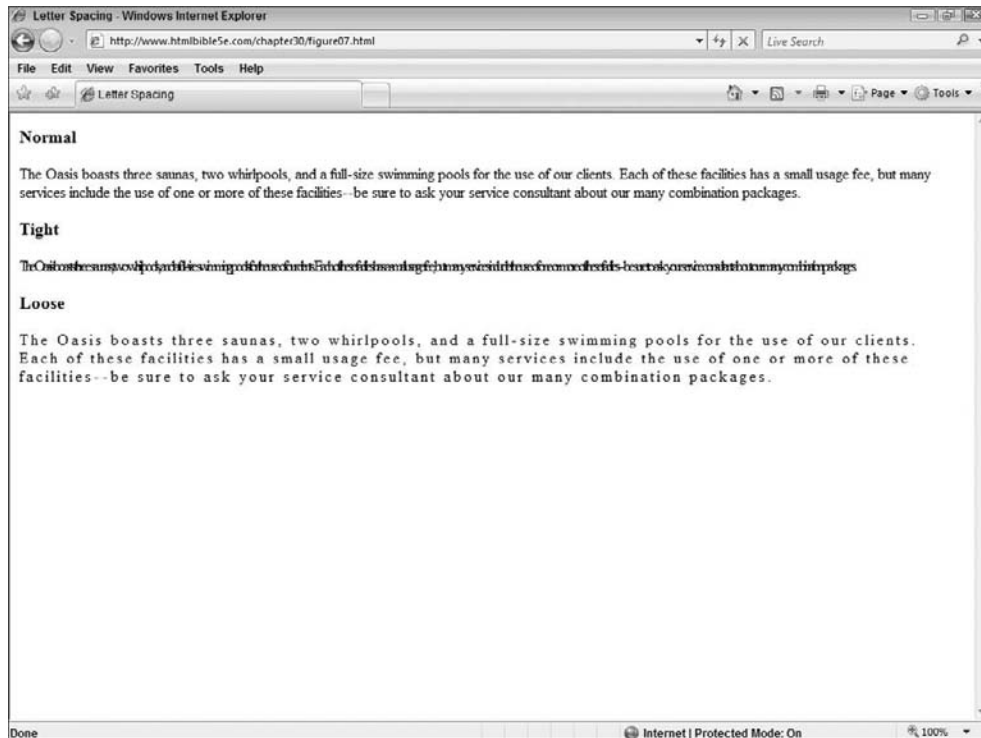 Letter Spacing - Windows Internet Explorer
http://www.htmlbible5e.com/chapter30/figure07.html
Live Search
File Edit View Favorites Tools Help
Letter Spacing
Page Tools
Normal
The Oasis boasts three saunas, two whirlpools, and a full-size swimming pools for the use of our clients. Each of these facilities has a small usage fee, but many
services include the use of one or more of these facilities--be sure to ask your service consultant about our many combination packages.
Tight
Loose
The Oasis boasts three saunas, two whirlpools, and a full-size swimming pools for the use of our clients.
Each of these facilities has a small usage fee, but many services include the use of one or more of these
facilities--be sure to ask your service consultant about our many combination packages.
Done
Internet | Protected Mode: On
100%